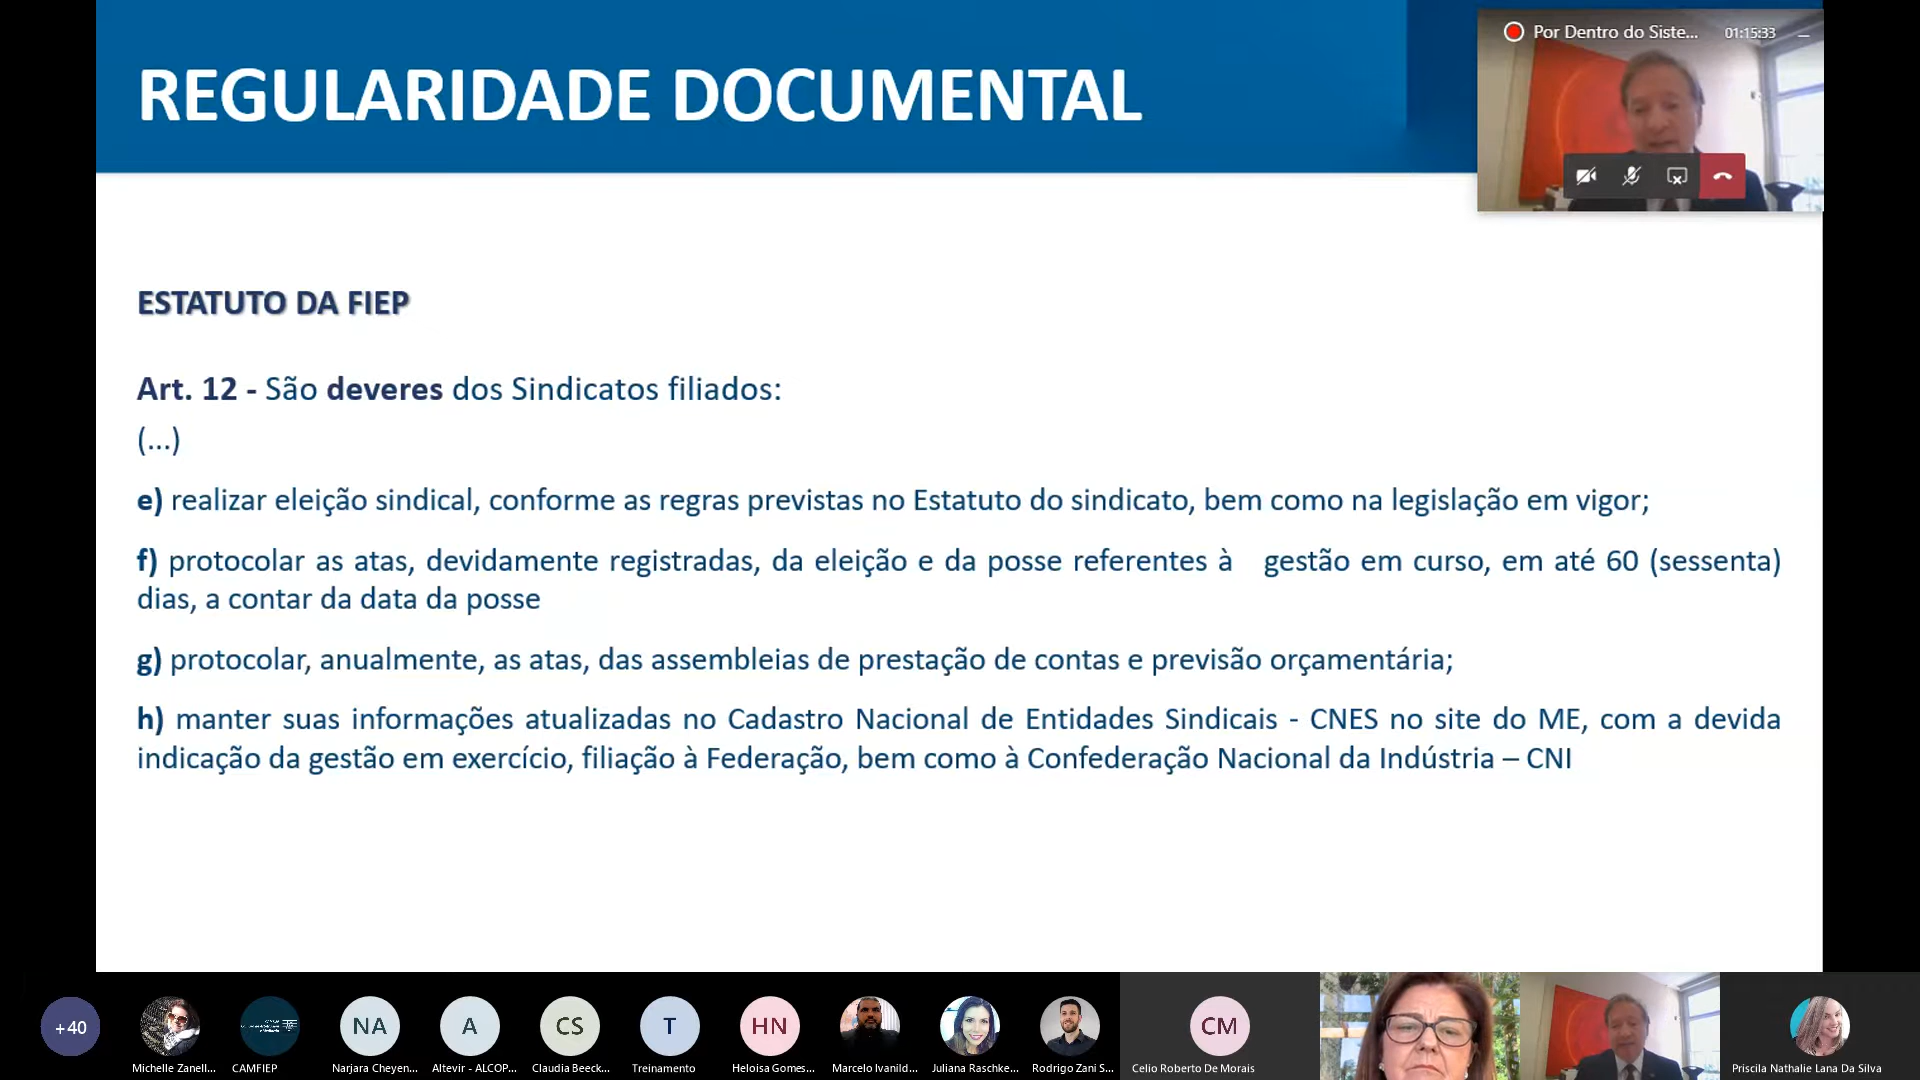 REGULARIDADE DOCUMENTAL
Por Dentro do Siste...
01:15:33
ESTATUTO DA FIEP
Art. 12 - São deveres dos Sindicatos filiados:
(...)
e) realizar eleição sindical, conforme as regras previstas no Estatuto do sindicato, bem como na legislação em vigor;
f) protocolar as atas, devidamente registradas, da eleição e da posse referentes à gestão em curso, em até 60 (sessenta)
dias, a contar da data da posse
g) protocolar, anualmente, as atas, das assembleias de prestação de contas e previsão orçamentária;
h) manter suas informações atualizadas no Cadastro Nacional de Entidades Sindicais - CNES no site do ME, com a devida
indicação da gestão em exercício, filiação à Federação, bem como à Confederação Nacional da Indústria – CNI
+40
NA
A
CS
T
HN
CM
Michelle Zanell...
CAMFIEP
Narjara Cheyen...
Altevir - ALCOP...
Claudia Beeck...
Treinamento
Heloisa Gomes...
Marcelo Ivanild...
Juliana Raschke...
Rodrigo Zani S...
Celio Roberto De Morais
Priscila Nathalie Lana Da Silva